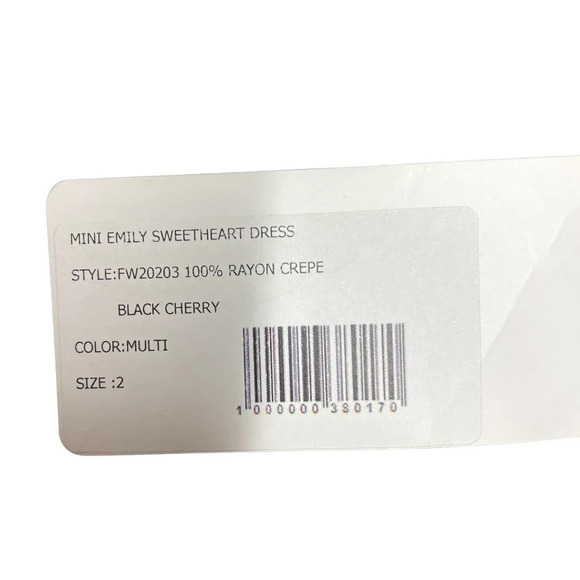 MINI EMILY SWEETHEART DRESS
STYLE:FW20203 100% RAYON CREPE
BLACK CHERRY
COLOR:MULTI
SIZE :2
1 000000 380170